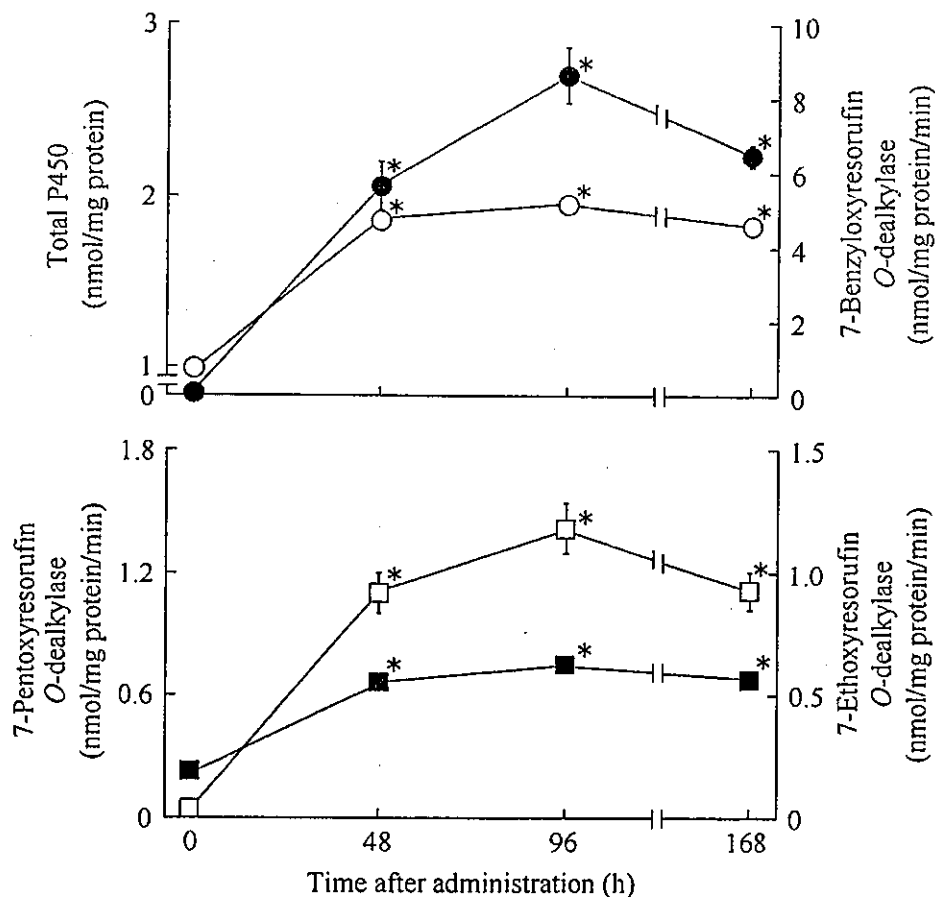 3
2
1
0
Total P450
(nmol/mg protein)
10
8
6
4
2
0
7-Benzyloxyresorufin
O-dealkylase
(nmol/mg protein/min)
*
*
*
*
*
*
1.8
1.2
0.6
0
7-Pentoxyresorufin
O-dealkylase
(nmol/mg protein/min)
1.5
1.0
0.5
0
7-Ethoxyresorufin
O-dealkylase
(nmol/mg protein/min)
*
*
*
*
*
*
0 48 96 168
Time after administration (h)